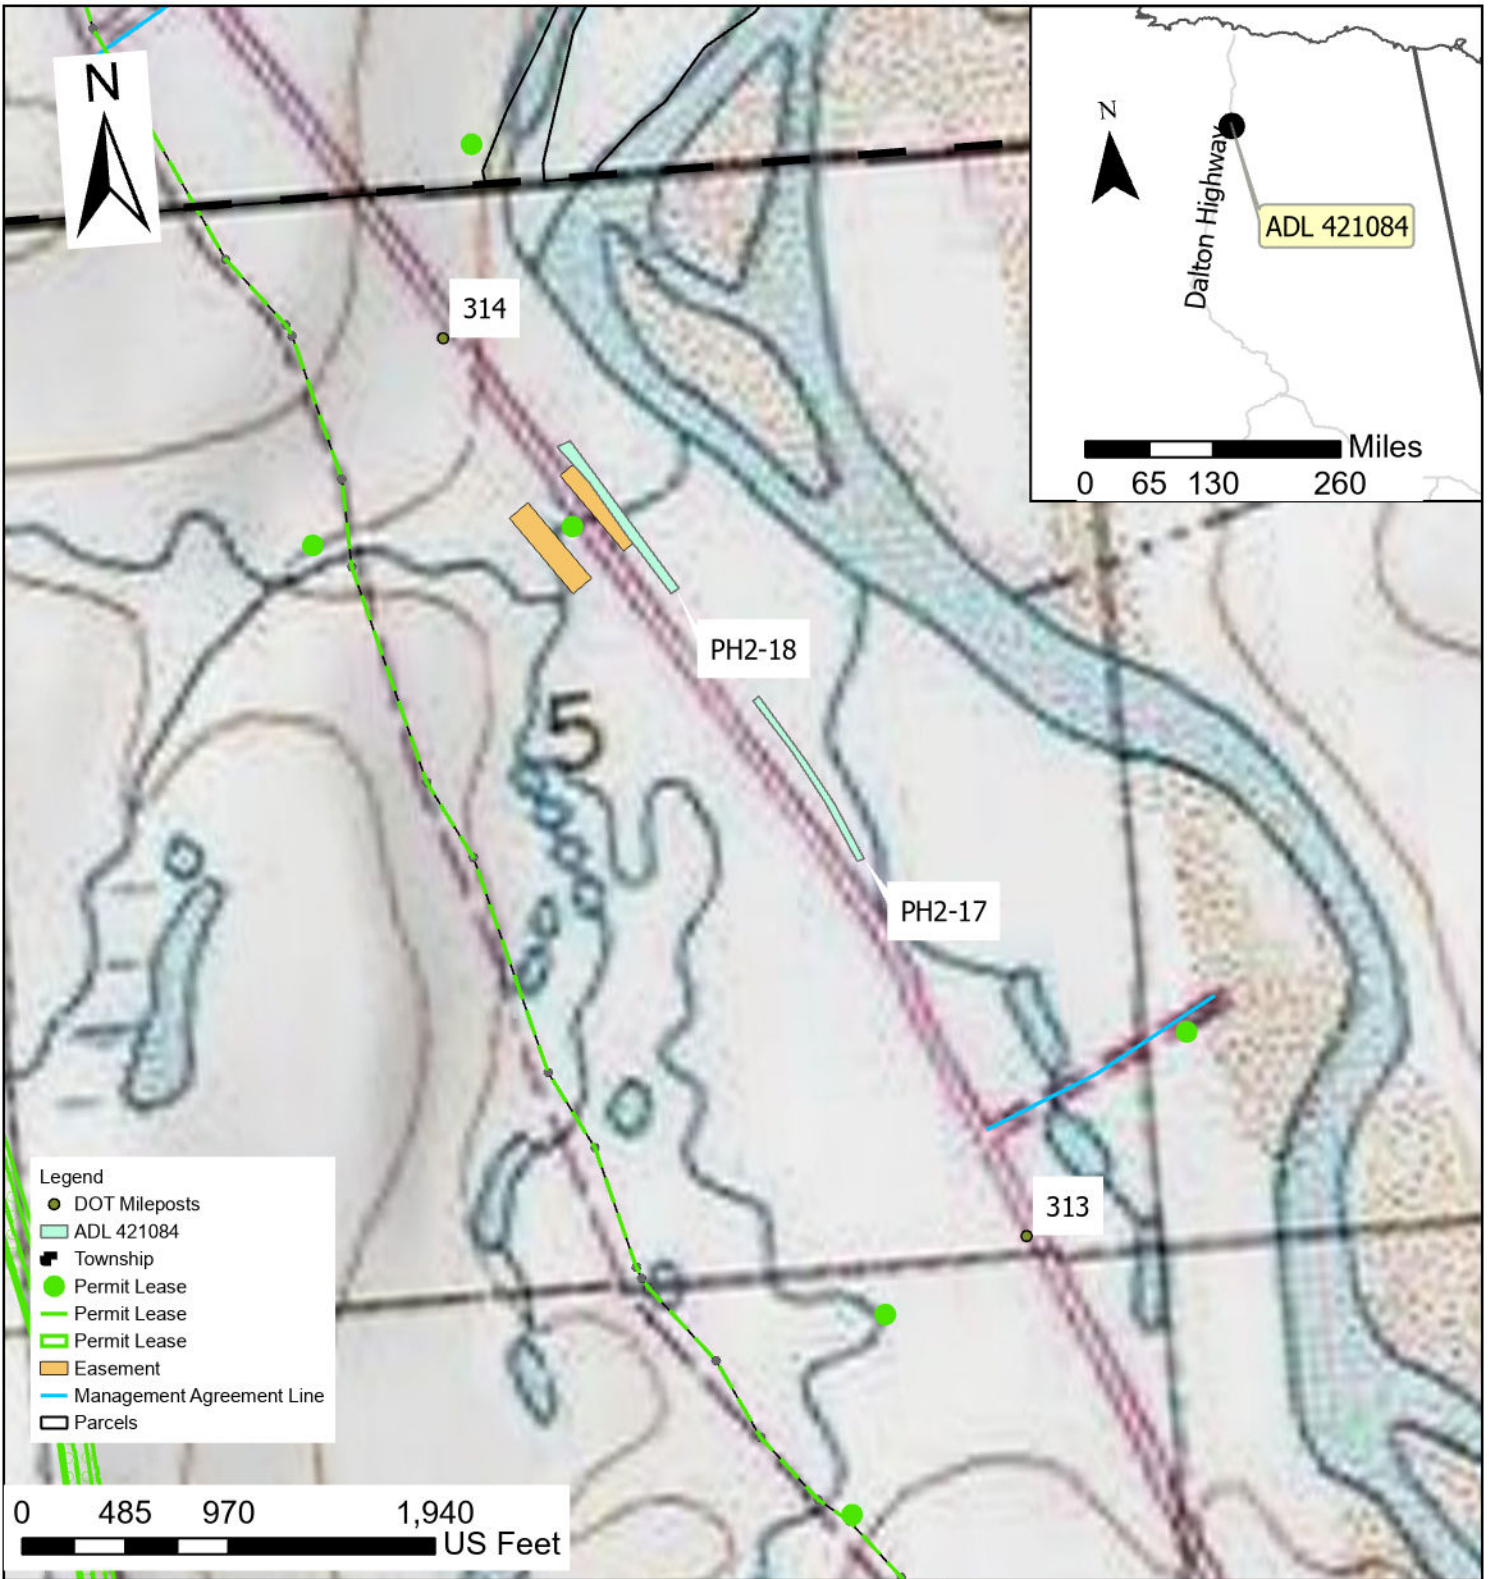 N
N
Dalton Highway
ADL 421084
Miles
0 65 130 260
314
PH2-18
5
PH2-17
313
Legend
DOT Mileposts
ADL 421084
Township
Permit Lease
Permit Lease
Permit Lease
Easement
Management Agreement Line
Parcels
0 485 970 1,940
US Feet